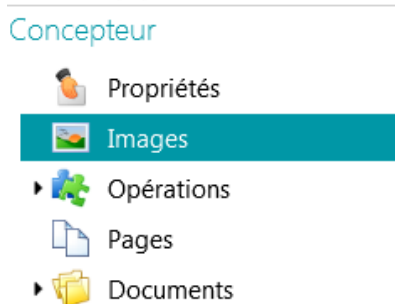 Concepteur
Propriétés
Images
Opérations
Pages
Documents